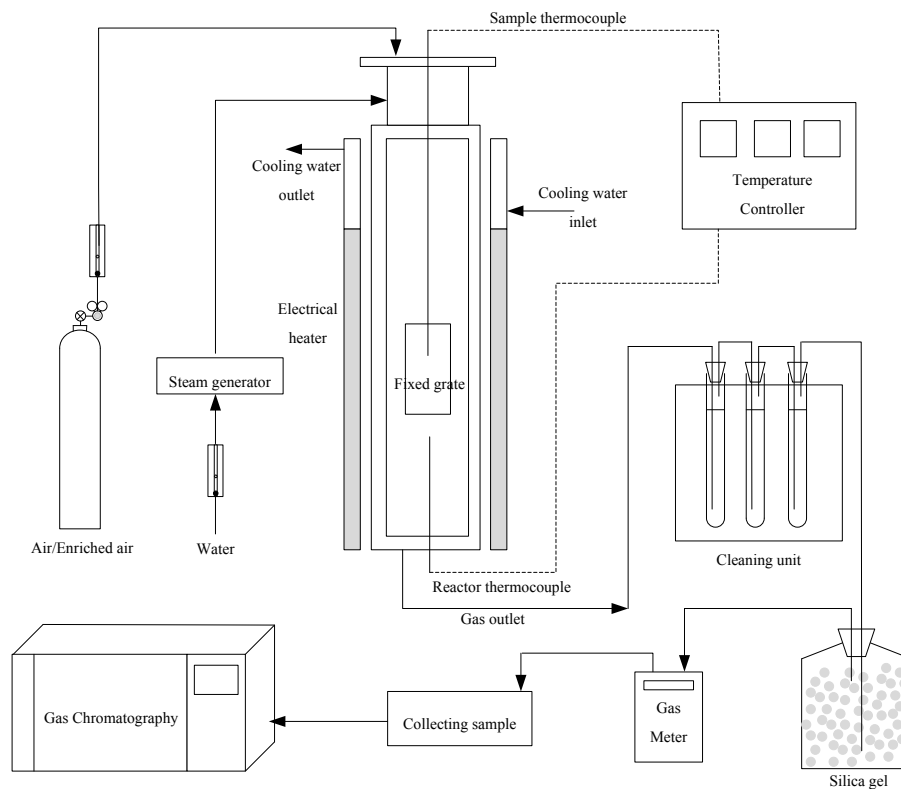 Sample thermocouple
Cooling water
outlet
Cooling water
inlet
Temperature
Controller
Electrical
heater
Fixed grate
Steam generator
Air/Enriched air
Water
Cleaning unit
Reactor thermocouple
Gas outlet
Gas Chromatography
Collecting sample
Gas
Meter
Silica gel